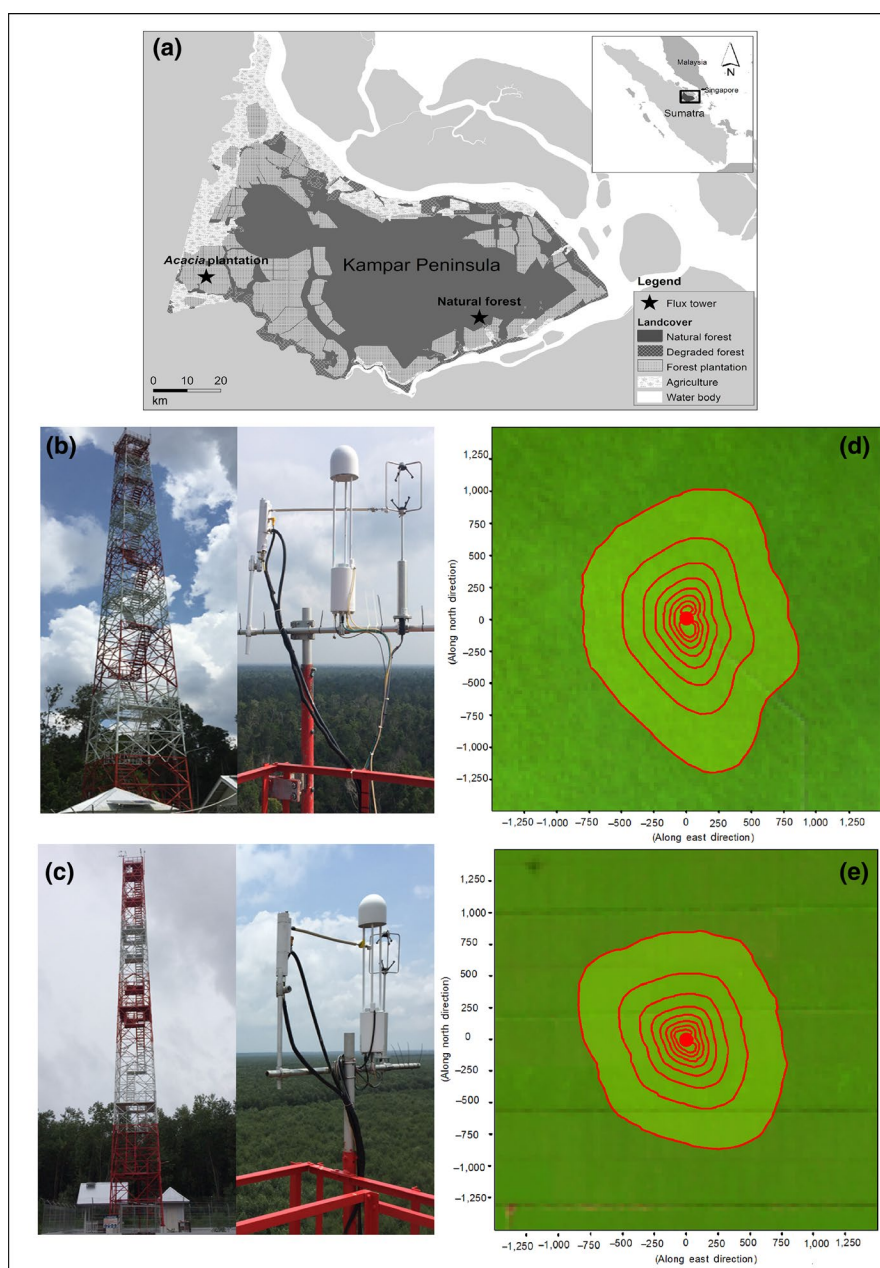 (a)
Malaysia
N
Singapore
Sumatra
Acacia plantation
Kampar Peninsula
Natural forest
Legend
Flux tower
Landcover
Natural forest
Degraded forest
Forest plantation
Agriculture
Water body
0 10 20
km
(b)
(d)
1,000
750
500
250
0
−250
−500
−750
−1,000
−1,250
(Along north direction)
−1,250 −1,000 −750 −500 −250 0 250 500 750 1,000 1,250
(Along east direction)
(c)
(e)
1,250
1,000
750
500
250
0
−250
−500
−750
−1,000
−1,250
(Along north direction)
−1,250 −1,000 −750 −500 −250 0 250 500 750 1,000 1,250
(Along east direction)